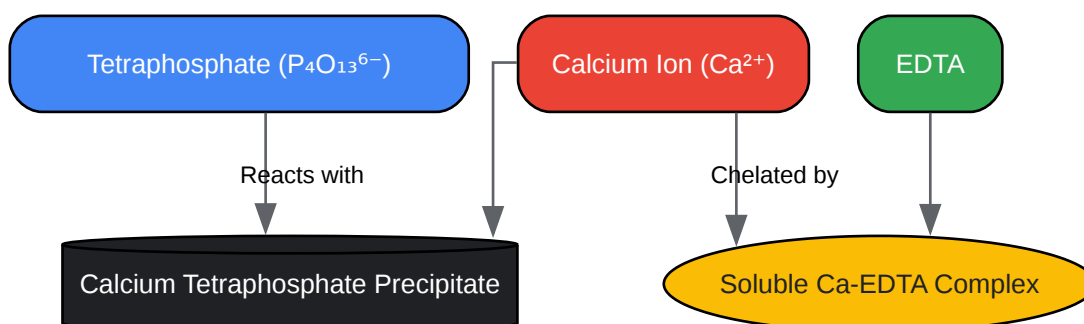 Tetraphosphate (P₄O₁₃⁶⁻)
Calcium Ion (Ca²⁺)
EDTA
Reacts with
Chelated by
Calcium Tetraphosphate Precipitate
Soluble Ca-EDTA Complex